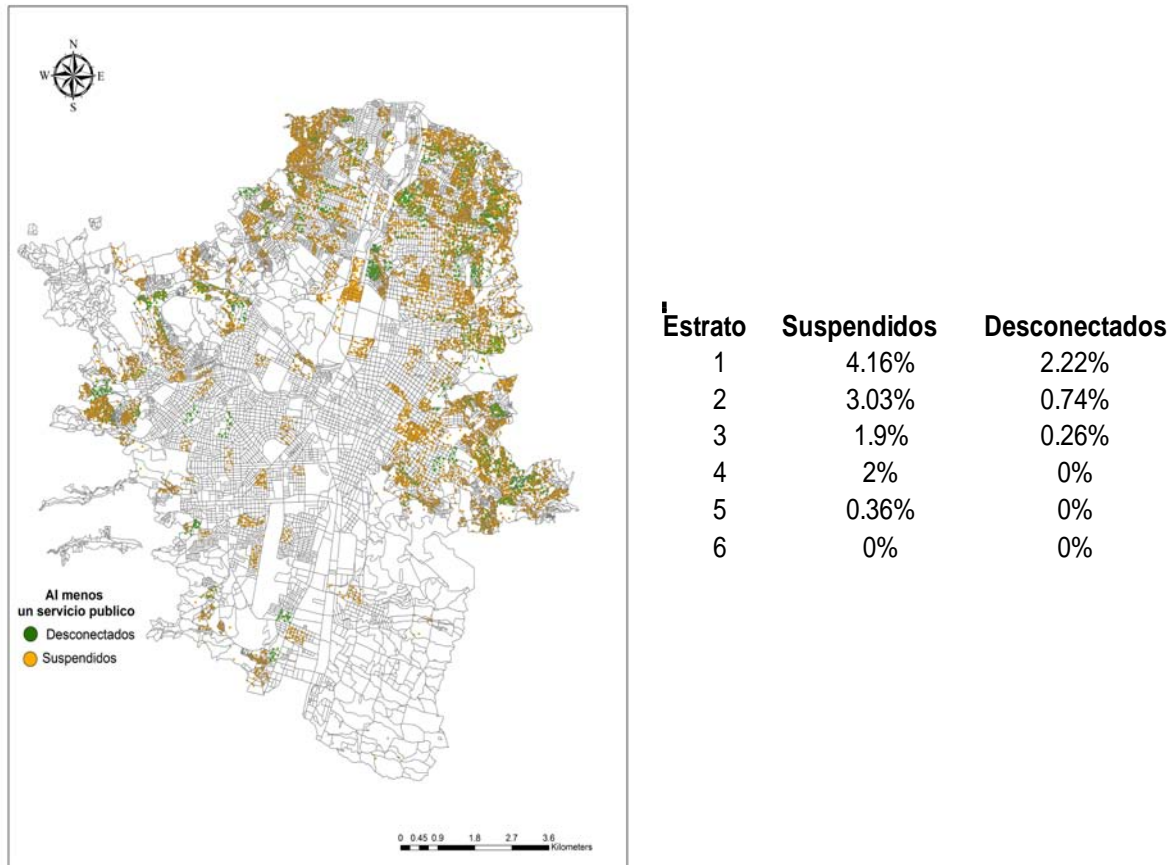 N
W E
S
Al menos
un servicio publico
Desconectados
Suspendidos
0 0.45 0.9 1.8 2.7 3.6
Kilometers
Estrato Suspendidos Desconectados
1 4.16% 2.22%
2 3.03% 0.74%
3 1.9% 0.26%
4 2% 0%
5 0.36% 0%
6 0% 0%